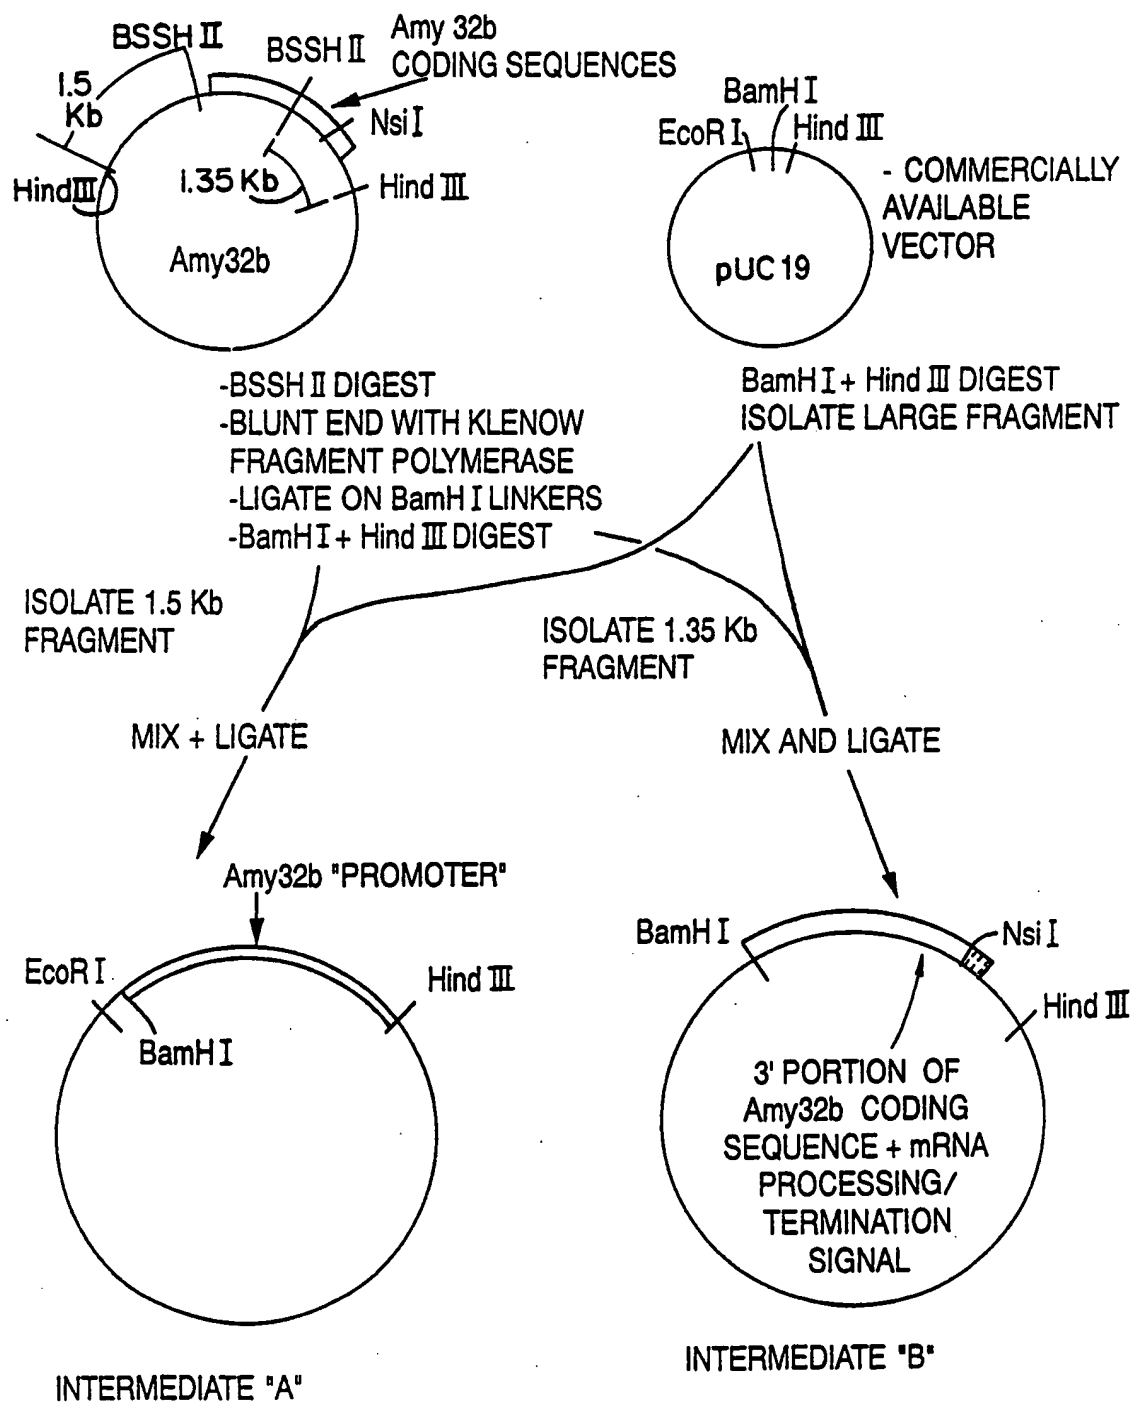 BSSH II
1.5
Kb
BSSH II
Amy 32b
CODING SEQUENCES
Nsi I
Hind III
1.35 Kb
Hind III
Amy32b
BamH I
EcoR I
Hind III
- COMMERCIALLY
AVAILABLE
VECTOR
pUC 19
-BSSH II DIGEST
-BLUNT END WITH KLENOW
FRAGMENT POLYMERASE
-LIGATE ON BamH I LINKERS
-BamH I + Hind III DIGEST
BamH I + Hind III DIGEST
ISOLATE LARGE FRAGMENT
ISOLATE 1.5 Kb
FRAGMENT
ISOLATE 1.35 Kb
FRAGMENT
MIX + LIGATE
MIX AND LIGATE
Amy32b "PROMOTER"
EcoR I
Hind III
BamH I
INTERMEDIATE "A"
BamH I
Nsi I
Hind III
3' PORTION OF
Amy32b CODING
SEQUENCE + mRNA
PROCESSING/
TERMINATION
SIGNAL
INTERMEDIATE "B"